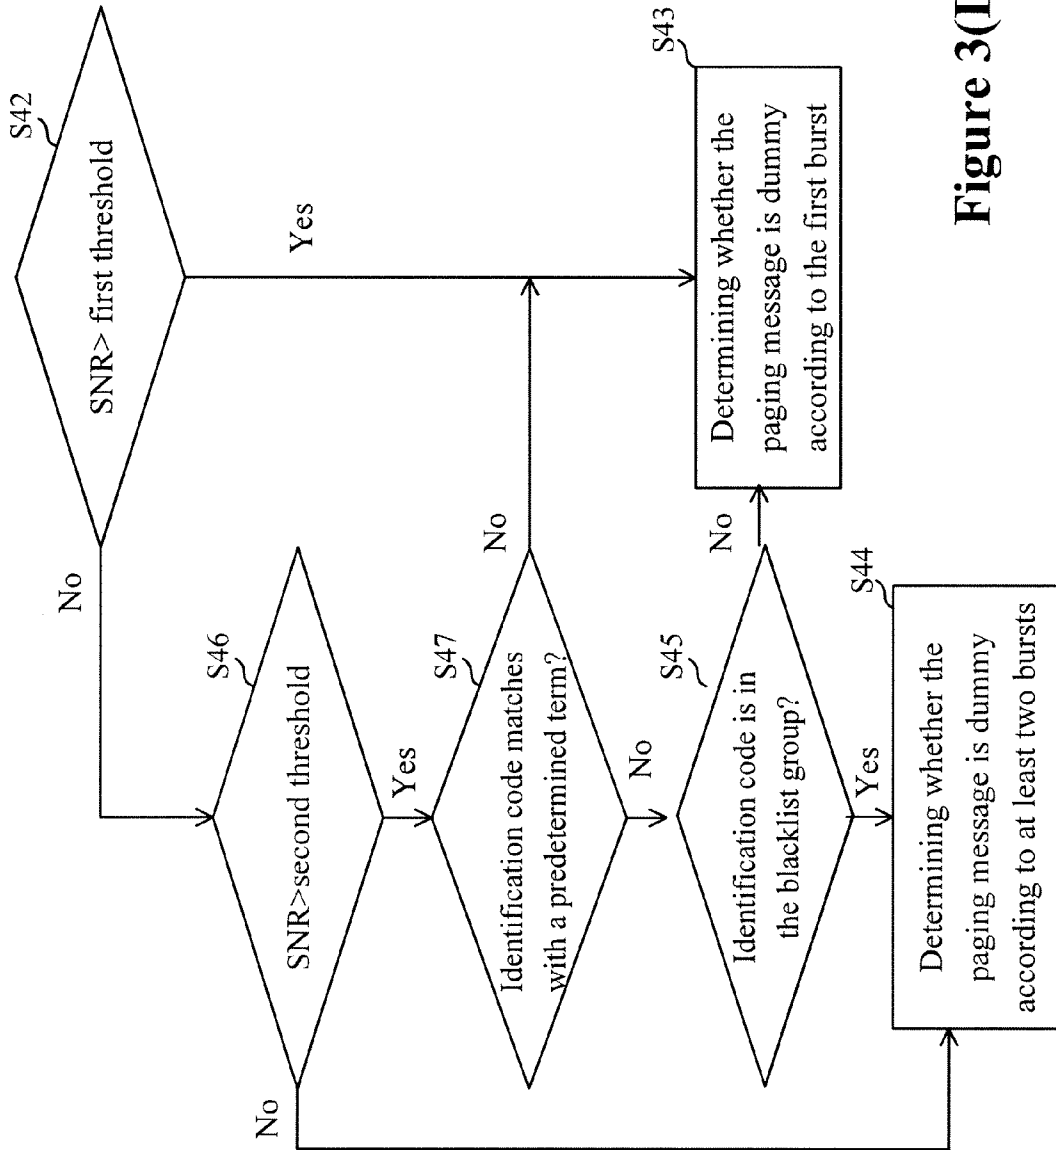 S42
SNR> first threshold
No
Yes
S46
SNR>second threshold
No
Yes
S47
Identification code matches
with a predetermined term?
No
No
S45
Identification code is in
the blacklist group?
No
Yes
S43
Determining whether the
paging message is dummy
according to the first burst
S44
Determining whether the
paging message is dummy
according to at least two bursts
Figure 3(